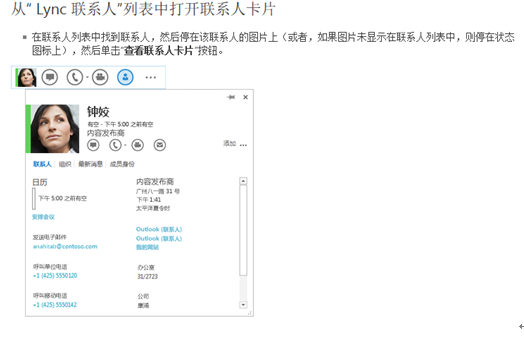 从“ Lync 联系人”列表中打开联系人卡片
在联系人列表中找到联系人，然后停在该联系人的图片上（或者，如果图片未显示在联系人列表中，则停在状态
图标上），然后单击“查看联系人卡片”按钮。
钟姣
有空 - 下午 5:00 之前有空
内容发布商
添加
联系人 组织 最新消息 成员身份
日历
下午 5:00 之前有空
安排会议
内容发布商
广州八一路 31 号
下午 1:41
太平洋夏令时
发送电子邮件
anahitab@contoso.com
Outlook (联系人)
Outlook (联系人)
我的网站
呼叫单位电话
+1 (425) 5550120
办公室
31/2723
呼叫移动电话
+1 (425) 5550142
公司
康浦